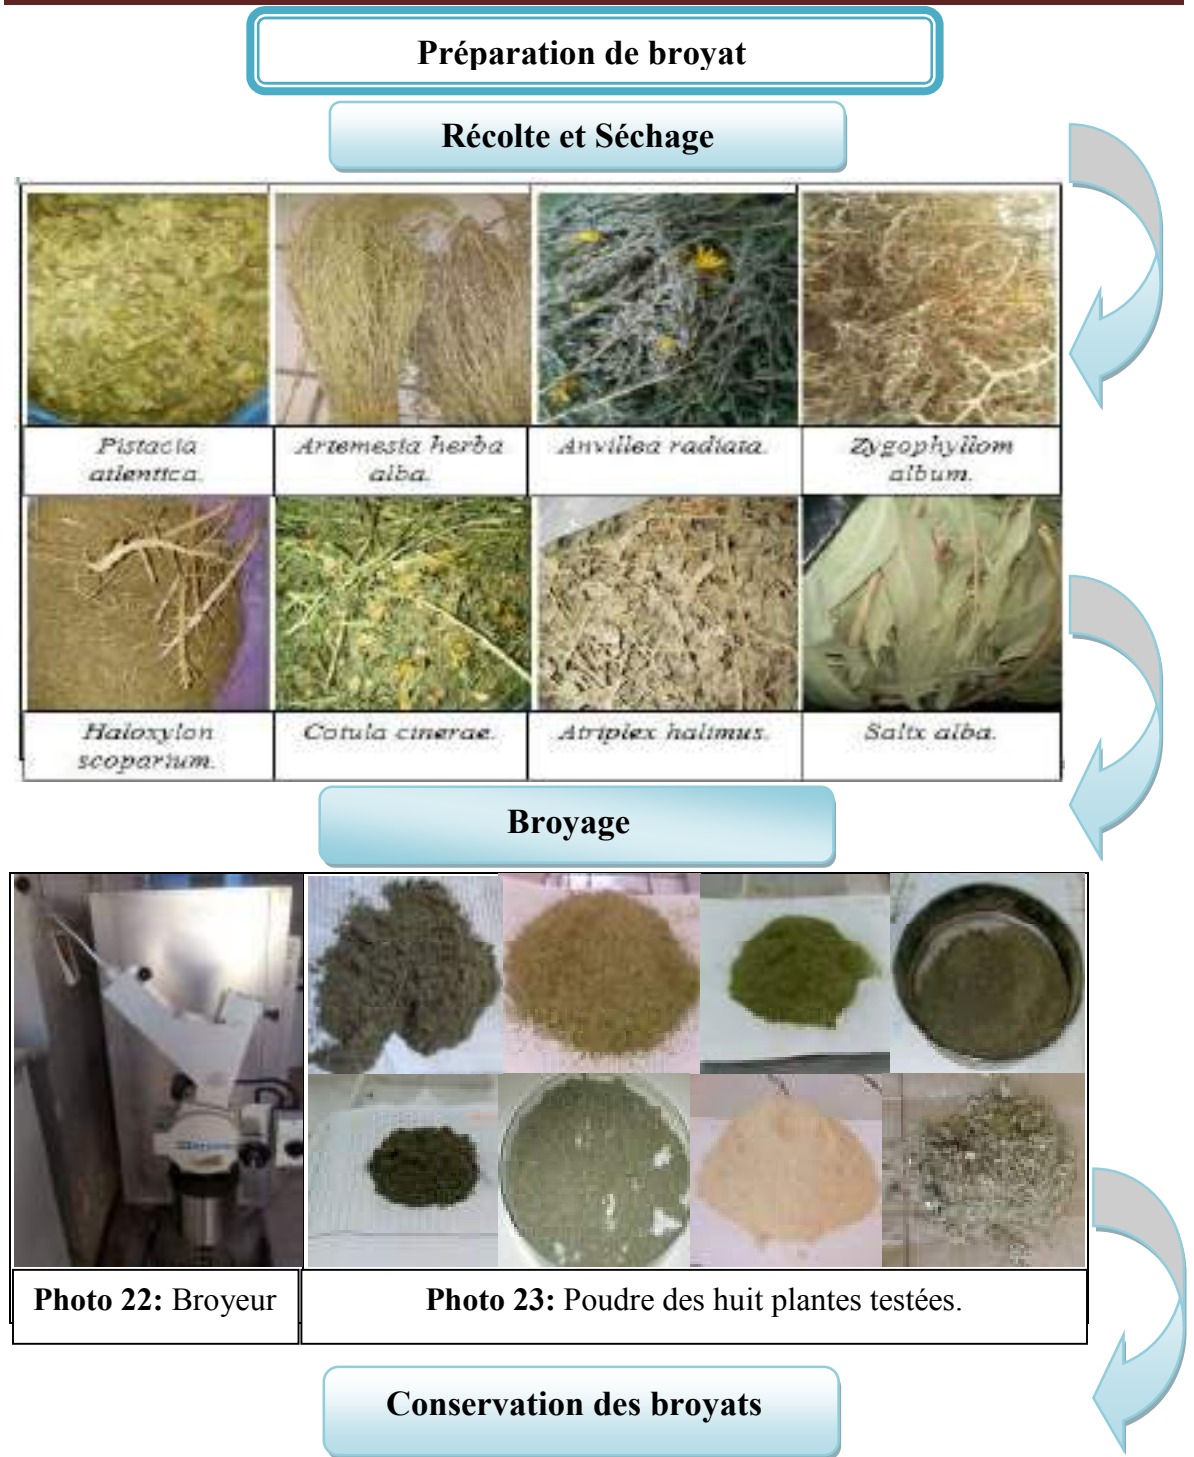 Préparation de broyat
Récolte et Séchage
Pistacia
atlentica.
Artemesia herba
alba.
Anvillea radiata.
Zygophyllom
album.
Haloxylon
scoparium.
Cotula cinerae.
Atriplex halimus.
Salix alba.
Broyage
Photo 22: Broyeur
Photo 23: Poudre des huit plantes testées.
Conservation des broyats